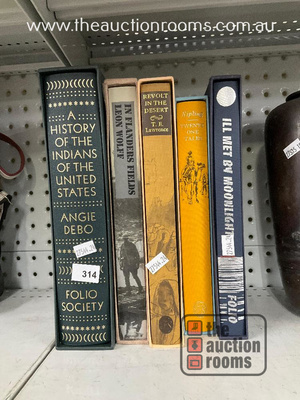 www.theauctionrooms.com.au
A
HISTORY
OF THE
INDIANS
OF THE
UNITED
STATES
ANGIE
DEBO
314
FOLIO
SOCIETY
IN FLANDERS FIELDS
LEON WOLFF
REVOLT
IN THE
DESERT
T. E.
Lawrence
ILL MET BY MOONLIGHT
FOLIO
the
auction
rooms